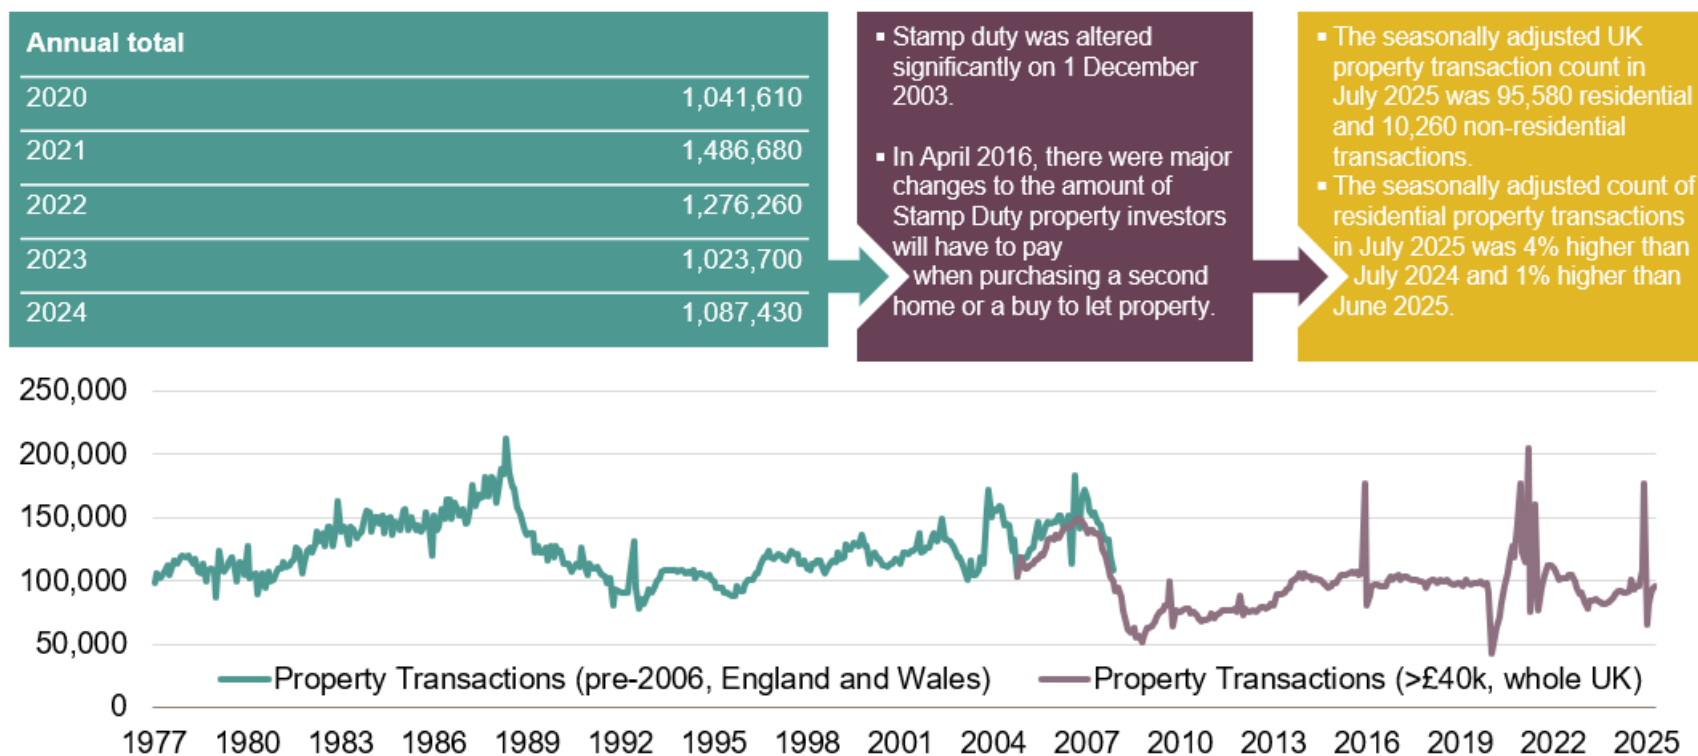 Annual total
2020 1,041,610
2021 1,486,680
2022 1,276,260
2023 1,023,700
2024 1,087,430
▪ Stamp duty was altered
significantly on 1 December
2003.
▪ In April 2016, there were major
changes to the amount of
Stamp Duty property investors
will have to pay
when purchasing a second
home or a buy to let property.
▪ The seasonally adjusted UK
property transaction count in
July 2025 was 95,580 residential
and 10,260 non-residential
transactions.
▪ The seasonally adjusted count of
residential property transactions
in July 2025 was 4% higher than
July 2024 and 1% higher than
June 2025.
250,000
200,000
150,000
100,000
50,000
0
Property Transactions (pre-2006, England and Wales)
Property Transactions (>£40k, whole UK)
1977 1980 1983 1986 1989 1992 1995 1998 2001 2004 2007 2010 2013 2016 2019 2022 2025